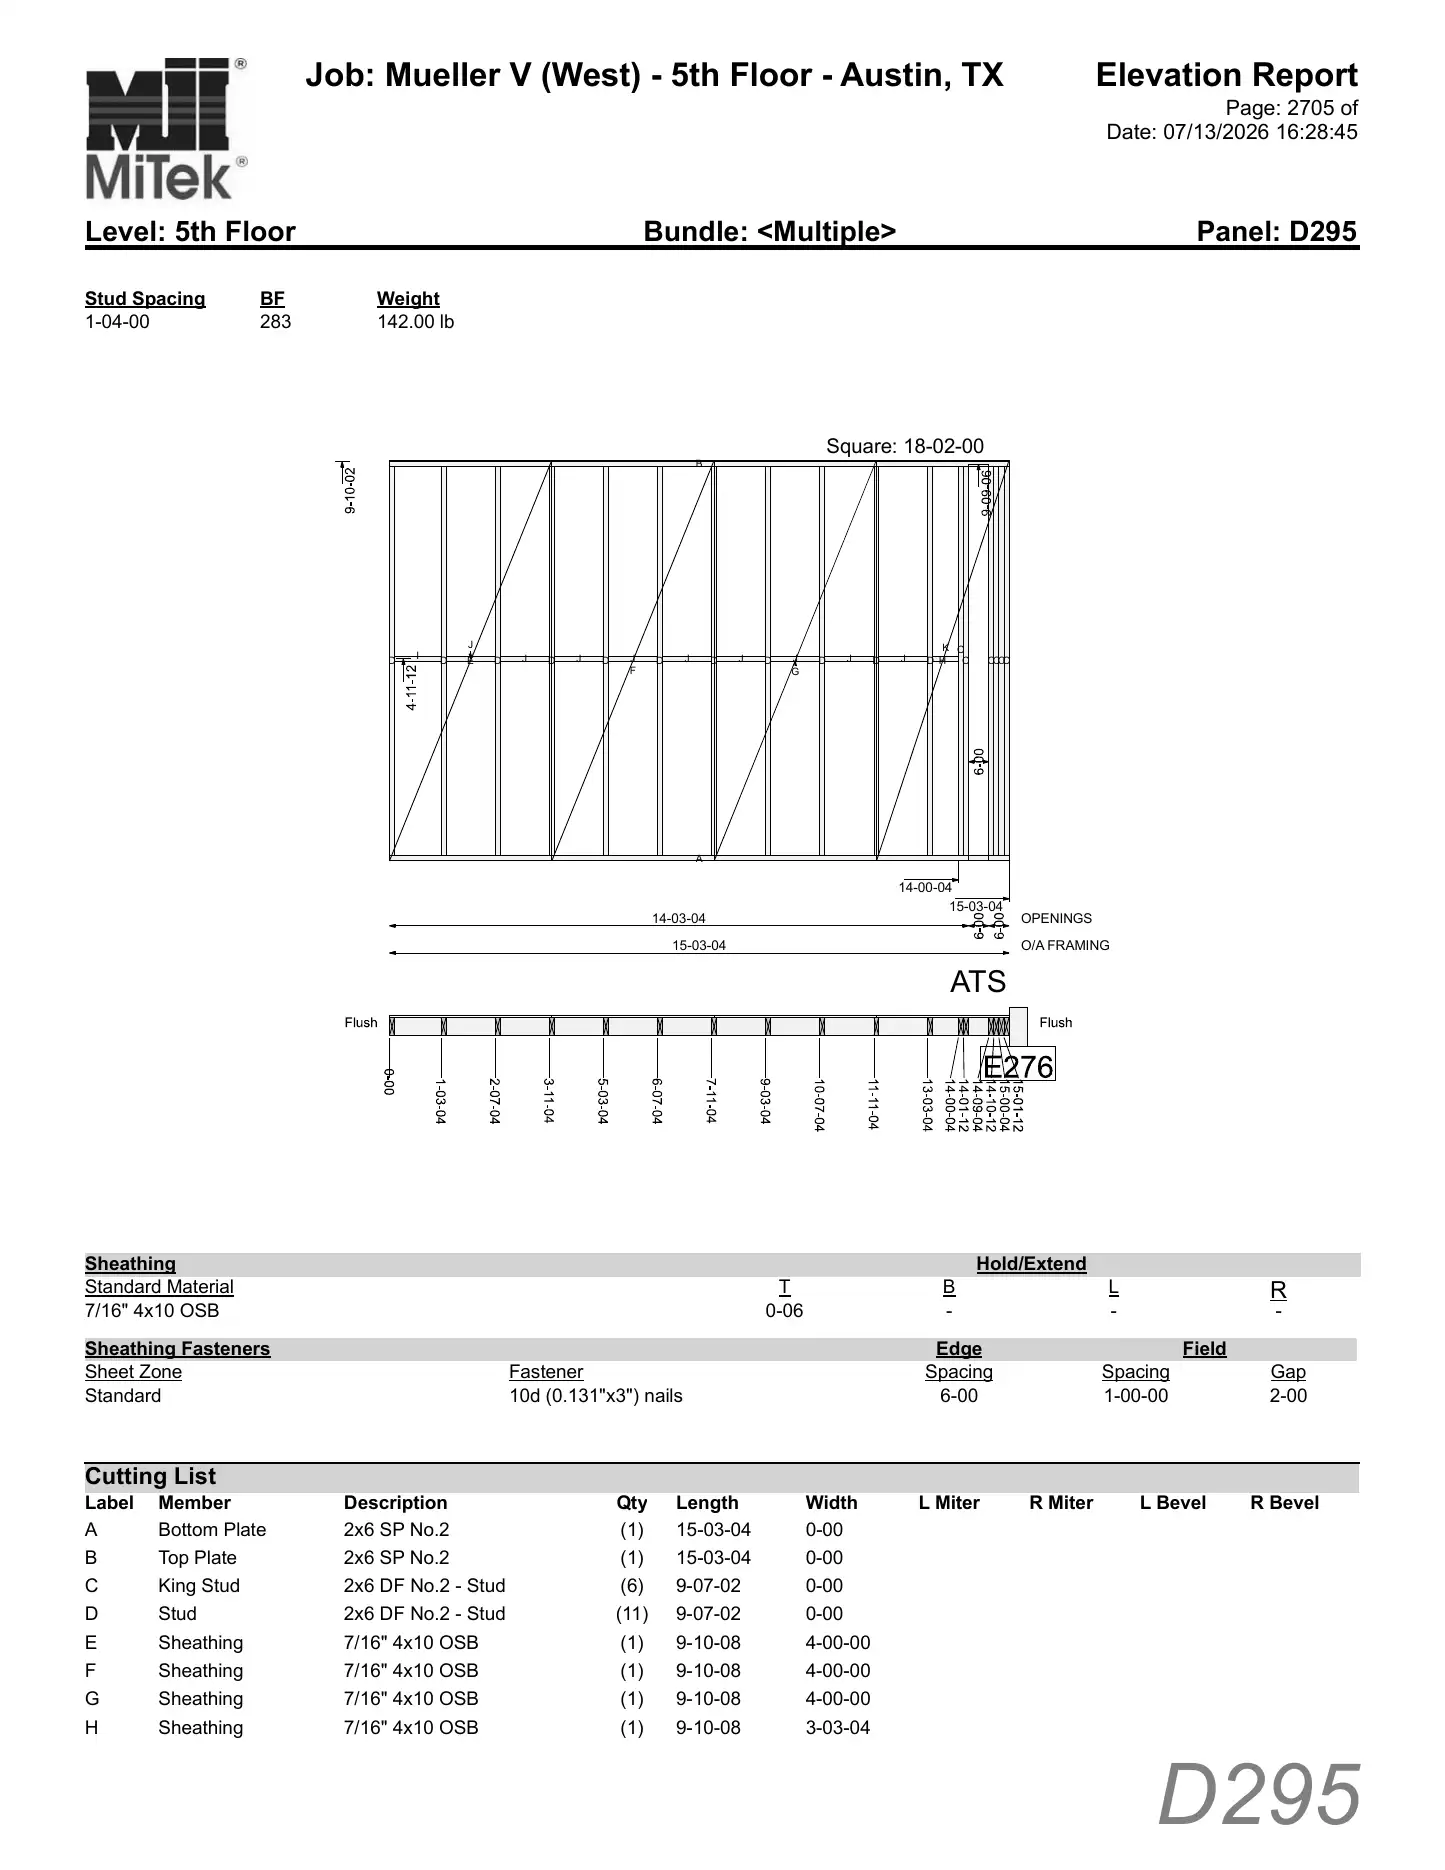 Job: Mueller V (West) - 5th Floor - Austin, TX
Elevation Report
Page: 2705 of
Date: 07/13/2026 16:28:45
MiTek®
Level: 5th Floor Bundle: <Multiple> Panel: D295
Stud Spacing BF Weight
1-04-00 283 142.00 lb
Square: 18-02-00
B
9-10-02
9-09-06
J
K
I
E J J J J J J J H
F
G
4-11-12
6-00
A
14-00-04
15-03-04
14-03-04 6-00 6-00 OPENINGS
15-03-04 O/A FRAMING
ATS
Flush Flush
E276
0-00 1-03-04 2-07-04 3-11-04 5-03-04 6-07-04 7-11-04 9-03-04 10-07-04 11-11-04 13-03-04 14-00-04 14-01-12 14-09-04 14-10-12 15-00-04 15-01-12
Sheathing Hold/Extend
Standard Material T B L R
7/16" 4x10 OSB 0-06 - - -
Sheathing Fasteners Edge Field
Sheet Zone Fastener Spacing Spacing Gap
Standard 10d (0.131"x3") nails 6-00 1-00-00 2-00
Cutting List
Label Member Description Qty Length Width L Miter R Miter L Bevel R Bevel
A Bottom Plate 2x6 SP No.2 (1) 15-03-04 0-00
B Top Plate 2x6 SP No.2 (1) 15-03-04 0-00
C King Stud 2x6 DF No.2 - Stud (6) 9-07-02 0-00
D Stud 2x6 DF No.2 - Stud (11) 9-07-02 0-00
E Sheathing 7/16" 4x10 OSB (1) 9-10-08 4-00-00
F Sheathing 7/16" 4x10 OSB (1) 9-10-08 4-00-00
G Sheathing 7/16" 4x10 OSB (1) 9-10-08 4-00-00
H Sheathing 7/16" 4x10 OSB (1) 9-10-08 3-03-04
D295